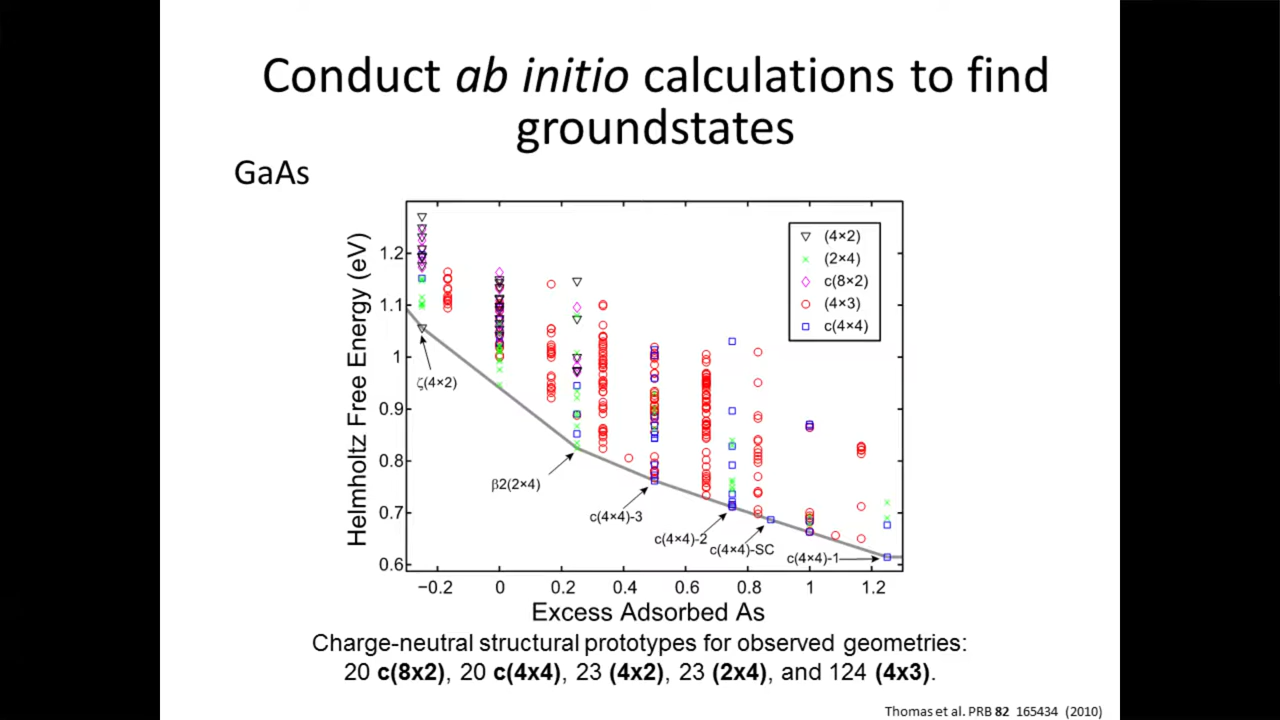 Conduct ab initio calculations to find
groundstates
GaAs
Helmholtz Free Energy (eV)
1.2
1.1
1
0.9
0.8
0.7
0.6
(4×2)
(2×4)
c(8×2)
(4×3)
c(4×4)
ζ(4×2)
β2(2×4)
c(4×4)-3
c(4×4)-2
c(4×4)-SC
c(4×4)-1
−0.2 0 0.2 0.4 0.6 0.8 1 1.2
Excess Adsorbed As
Charge-neutral structural prototypes for observed geometries:
20 c(8x2), 20 c(4x4), 23 (4x2), 23 (2x4), and 124 (4x3).
Thomas et al. PRB 82 165434 (2010)